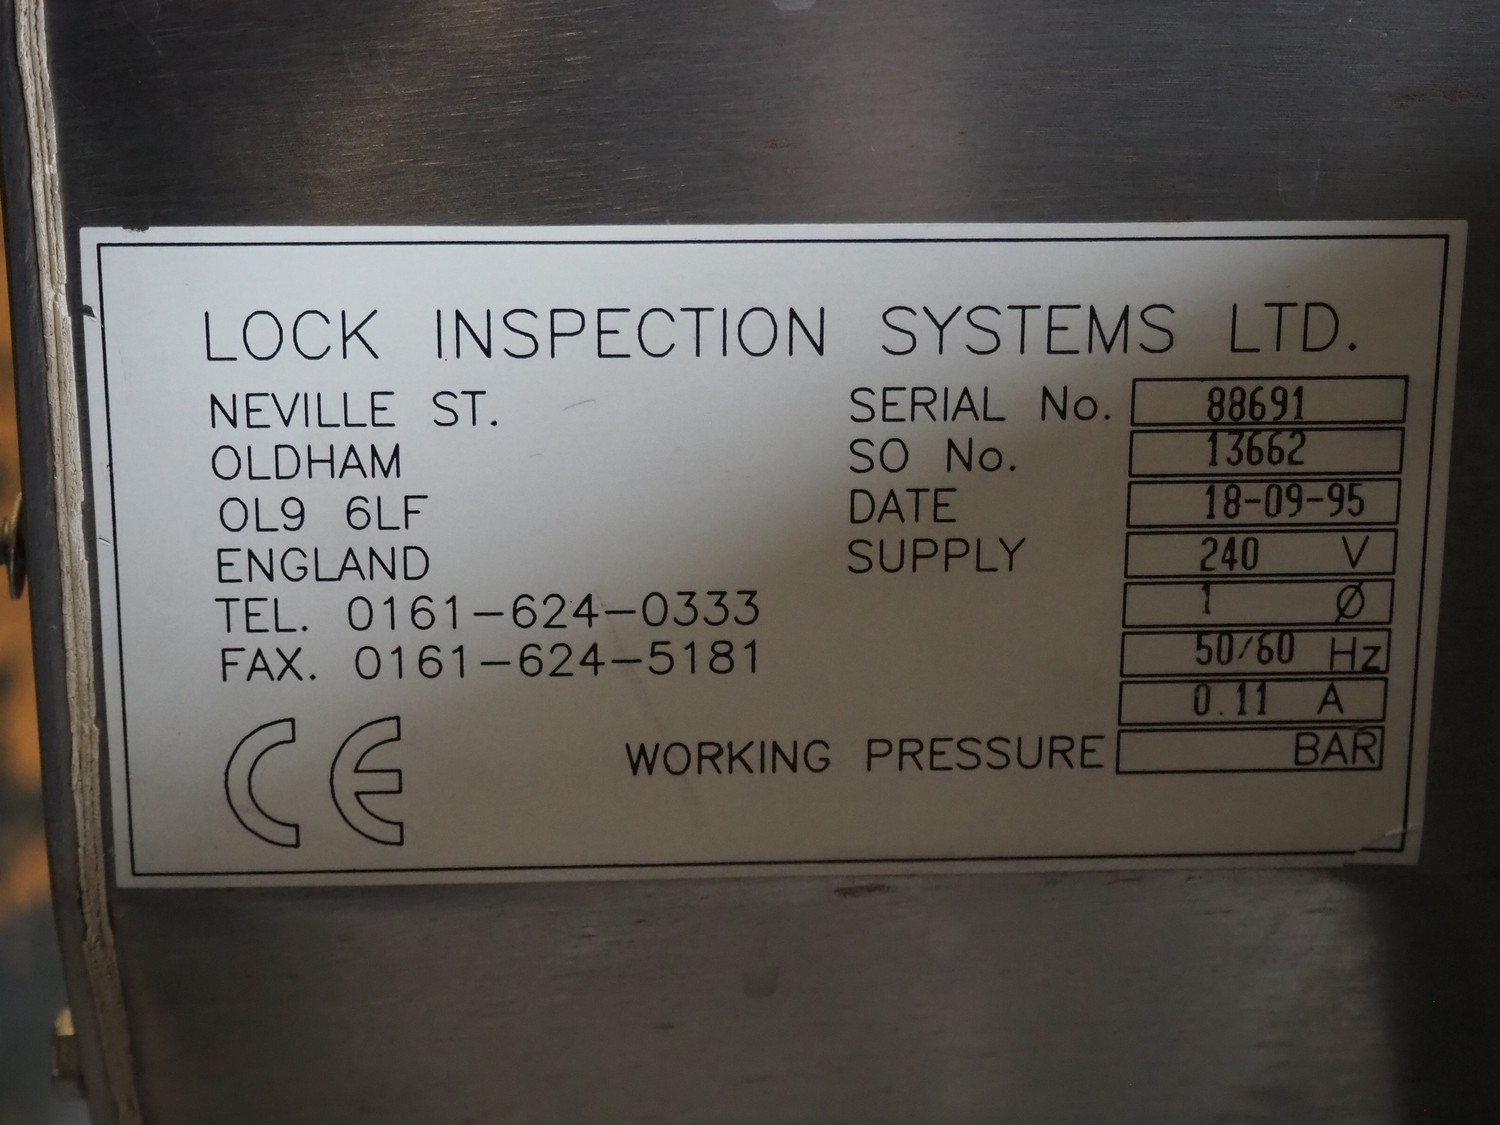 LOCK INSPECTION SYSTEMS LTD.
NEVILLE ST.
OLDHAM
OL9 6LF
ENGLAND
TEL. 0161-624-0333
FAX. 0161-624-5181
CE
SERIAL No. 88691
SO No. 13662
DATE 18-09-95
SUPPLY 240 V
1 Ø
50/60 Hz
0.11 A
WORKING PRESSURE BAR